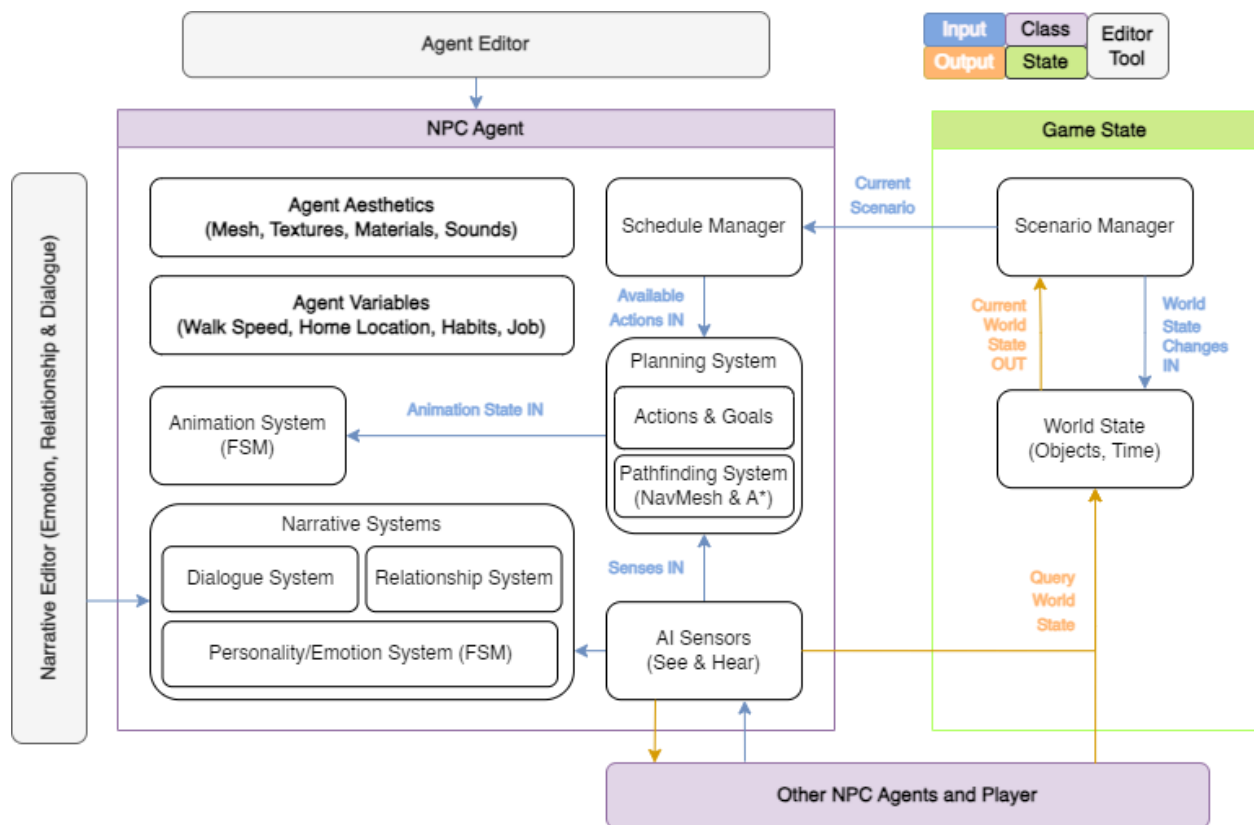 Agent Editor
Input
Class
Editor
Tool
Output
State
NPC Agent
Game State
Narrative Editor (Emotion, Relationship & Dialogue)
Agent Aesthetics
(Mesh, Textures, Materials, Sounds)
Schedule Manager
Current
Scenario
Scenario Manager
Agent Variables
(Walk Speed, Home Location, Habits, Job)
Available
Actions IN
Current
World
State
OUT
World
State
Changes
IN
Planning System
Actions & Goals
Pathfinding System
(NavMesh & A*)
Animation State IN
Animation System
(FSM)
World State
(Objects, Time)
Narrative Systems
Dialogue System
Relationship System
Personality/Emotion System (FSM)
Senses IN
AI Sensors
(See & Hear)
Query
World
State
Other NPC Agents and Player